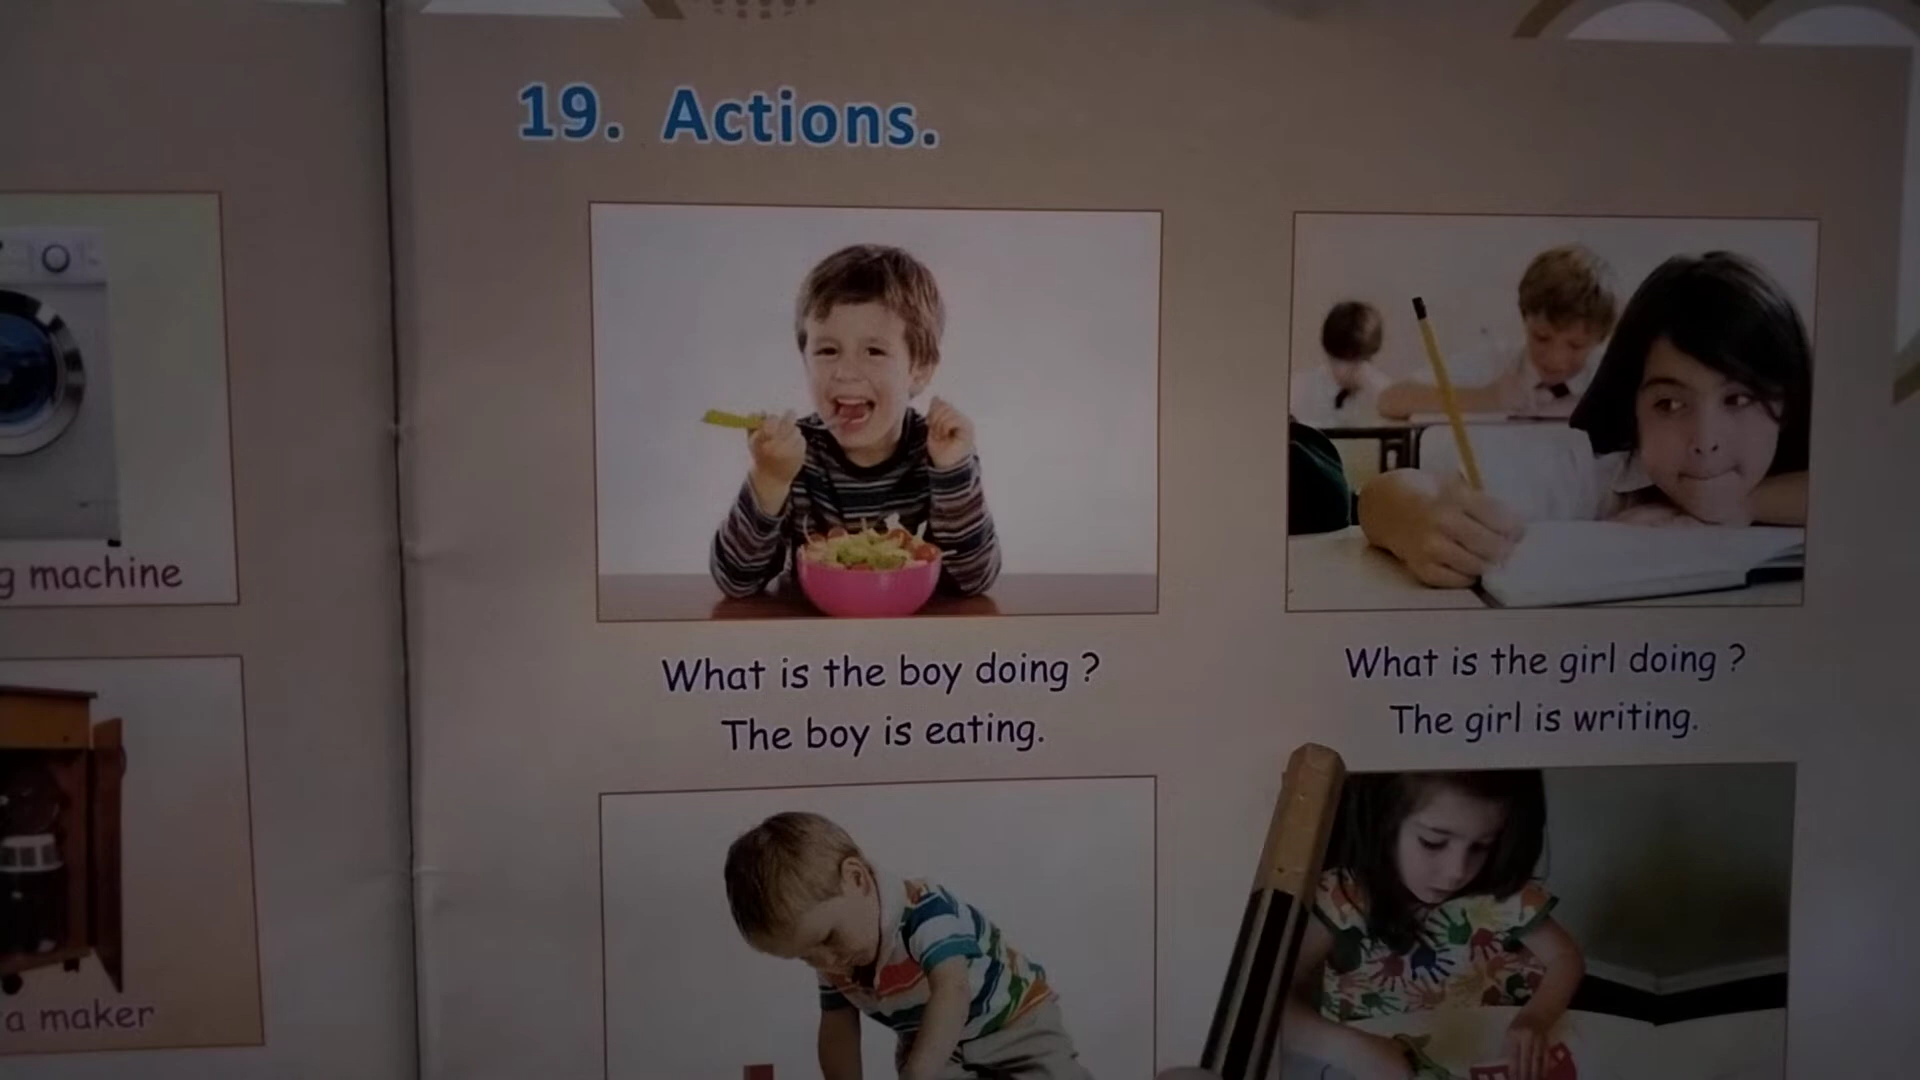 19. Actions.
machine
a maker
What is the boy doing ?
The boy is eating.
What is the girl doing ?
The girl is writing.